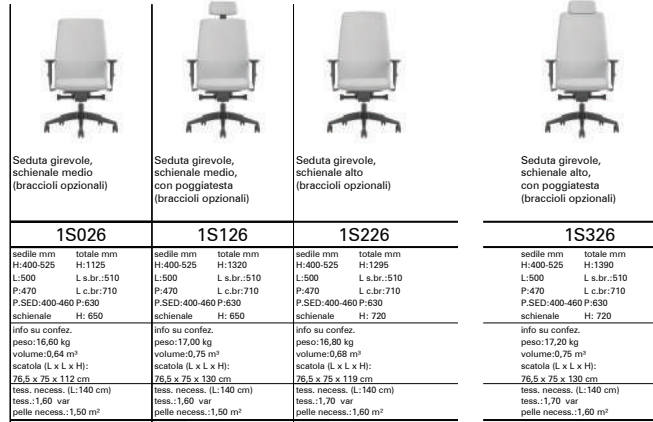 Seduta girevole,
schienale medio
(braccioli opzionali)
Seduta girevole,
schienale medio,
con poggiatesta
(braccioli opzionali)
Seduta girevole,
schienale alto
(braccioli opzionali)
Seduta girevole,
schienale alto,
con poggiatesta
(braccioli opzionali)
1S026
sedile mm totale mm
H:400-525 H:1125
L:500 L s.br.:510
P:470 L c.br:710
P.SED:400-460 P:630
schienale H: 650
info su confez.
peso:16,60 kg
volume:0,64 m³
scatola (L x L x H):
76,5 x 75 x 112 cm
tess. necess. (L:140 cm)
tess.:1,60 var
pelle necess.:1,50 m²
1S126
sedile mm totale mm
H:400-525 H:1320
L:500 L s.br.:510
P:470 L c.br:710
P.SED:400-460 P:630
schienale H: 650
info su confez.
peso:17,00 kg
volume:0,75 m³
scatola (L x L x H):
76,5 x 75 x 130 cm
tess. necess. (L:140 cm)
tess.:1,60 var
pelle necess.:1,50 m²
1S226
sedile mm totale mm
H:400-525 H:1295
L:500 L s.br.:510
P:470 L c.br:710
P.SED:400-460 P:630
schienale H: 720
info su confez.
peso:16,80 kg
volume:0,68 m³
scatola (L x L x H):
76,5 x 75 x 119 cm
tess. necess. (L:140 cm)
tess.:1,70 var
pelle necess.:1,60 m²
1S326
sedile mm totale mm
H:400-525 H:1390
L:500 L s.br.:510
P:470 L c.br:710
P.SED:400-460 P:630
schienale H: 720
info su confez.
peso:17,20 kg
volume:0,75 m³
scatola (L x L x H):
76,5 x 75 x 130 cm
tess. necess. (L:140 cm)
tess.:1,70 var
pelle necess.:1,60 m²